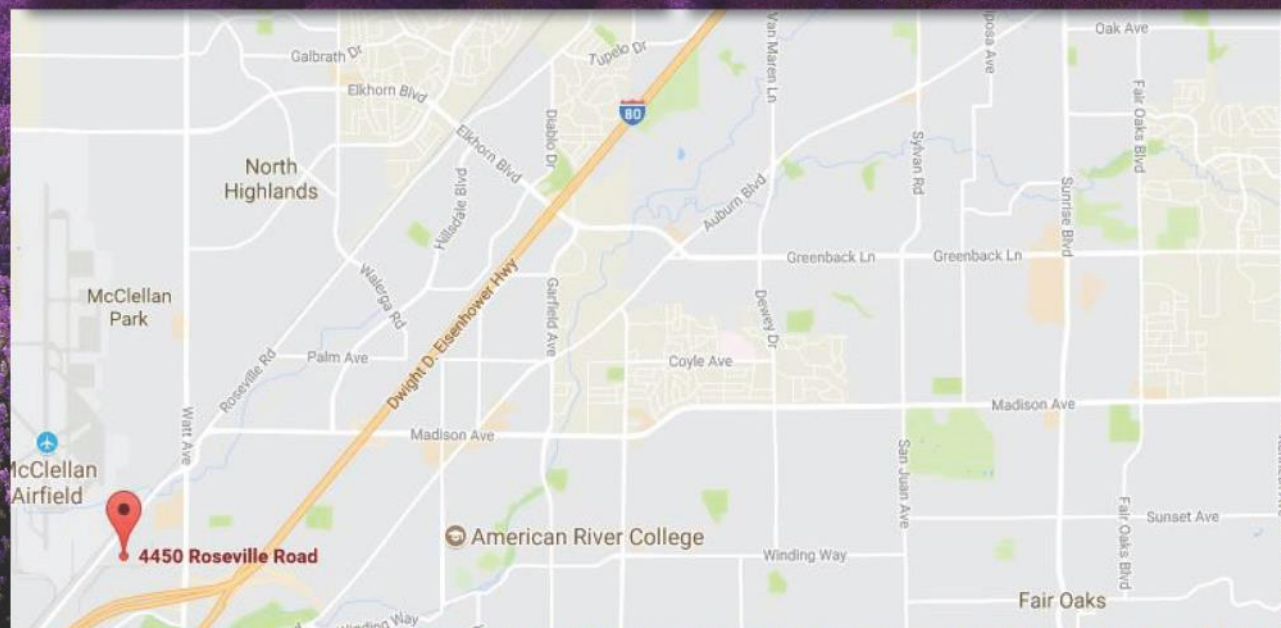 Galbrath Dr
Tupelo Dr
Van Maren Ln
Oak Ave
Elkhorn Blvd
80
Diablo Dr
Elkhorn Blvd
Fair Oaks Blvd
North
Highlands
Hillsdale Blvd
Sylvan Rd
Auburn Blvd
Sunrise Blvd
Greenback Ln
Greenback Ln
Walerga Rd
McClellan
Park
Garfield Ave
Dewey Dr
Dwight D. Eisenhower Hwy
Palm Ave
Coyle Ave
Roseville Rd
Madison Ave
Watt Ave
Madison Ave
McClellan
Airfield
San Juan Ave
4450 Roseville Road
American River College
Winding Way
Sunset Ave
Fair Oaks Blvd
Fair Oaks
Winding Way